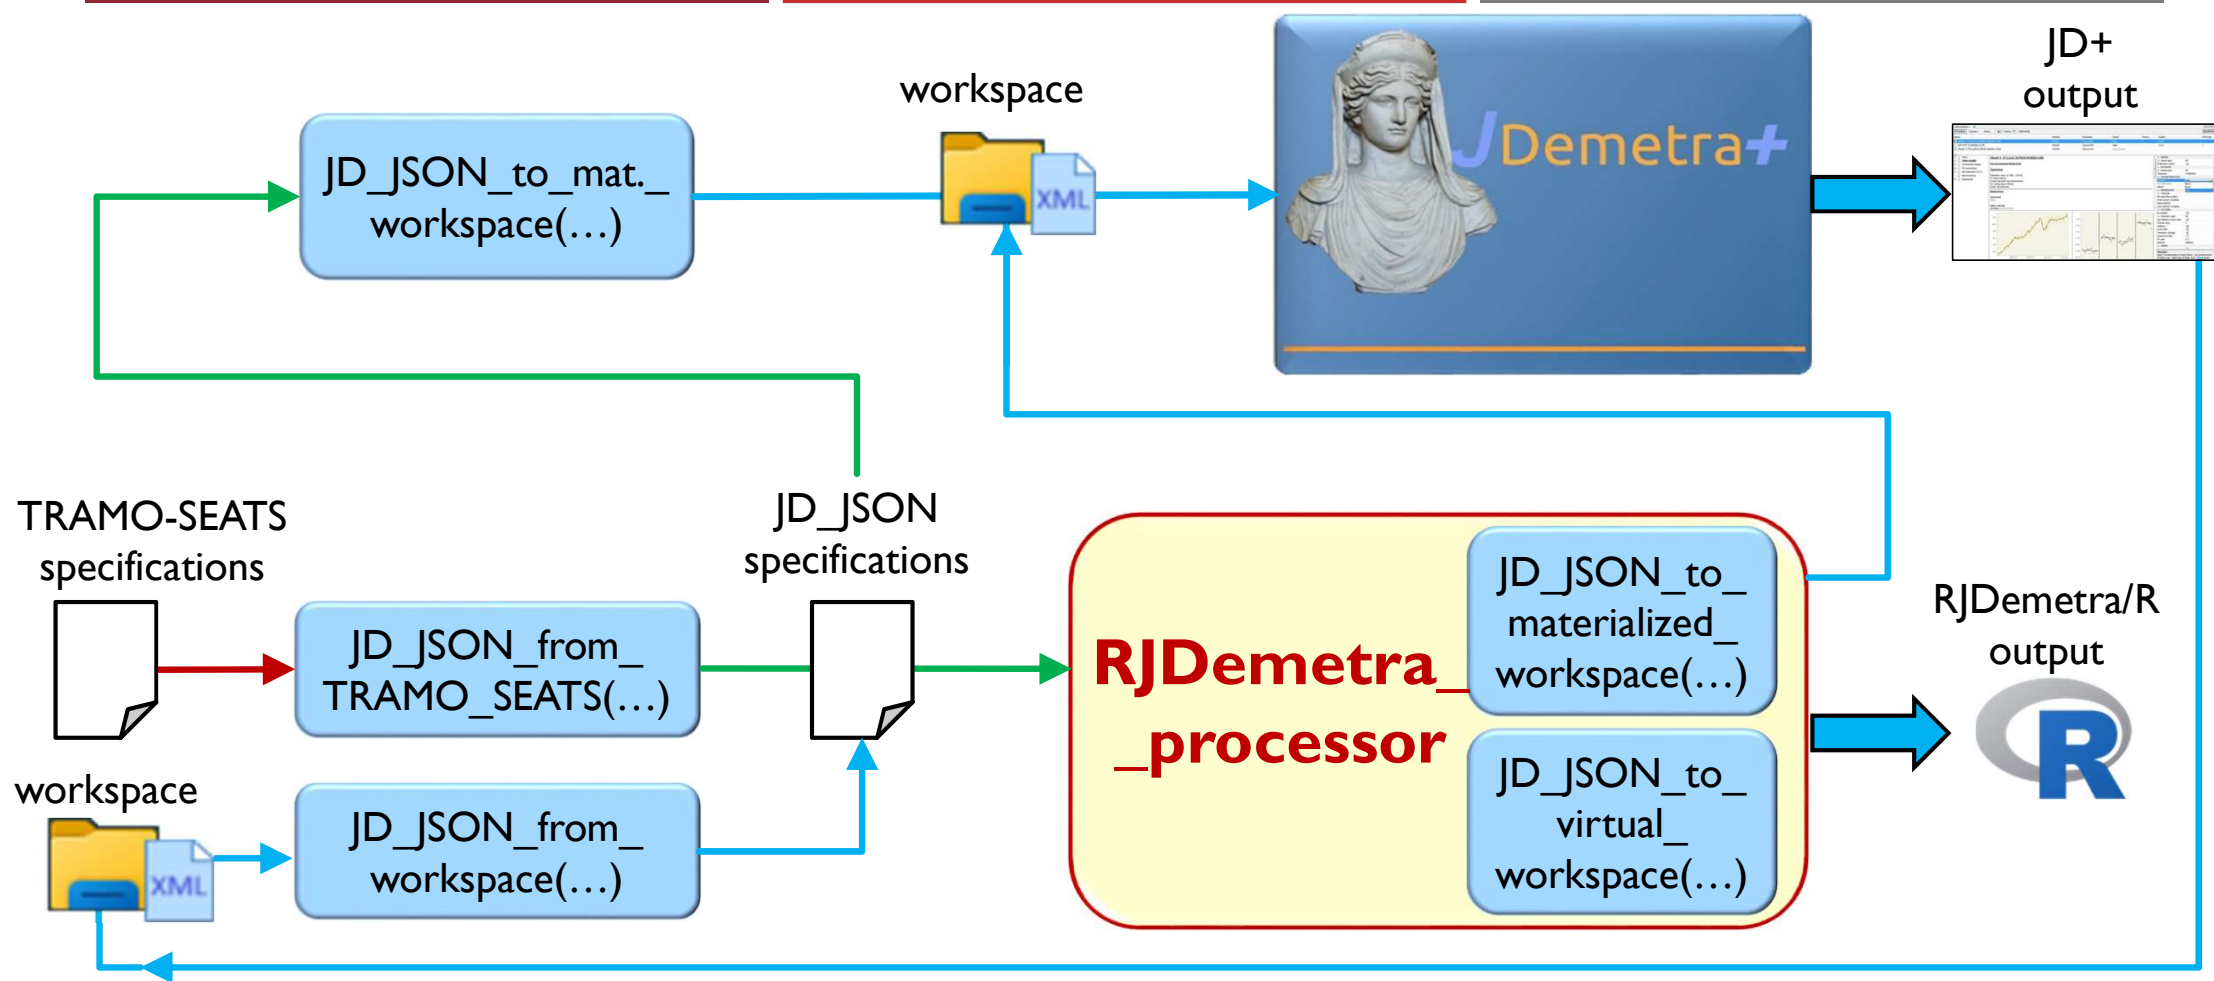 JD+
output
workspace
JDemetra+
JD_JSON_to_mat._
workspace(…)
XML
TRAMO-SEATS
specifications
JD_JSON
specifications
JD_JSON_from_
TRAMO_SEATS(…)
RJDemetra_
_processor
JD_JSON_to_
materialized_
workspace(…)
JD_JSON_to_
virtual_
workspace(…)
RJDemetra/R
output
R
workspace
XML
JD_JSON_from_
workspace(…)